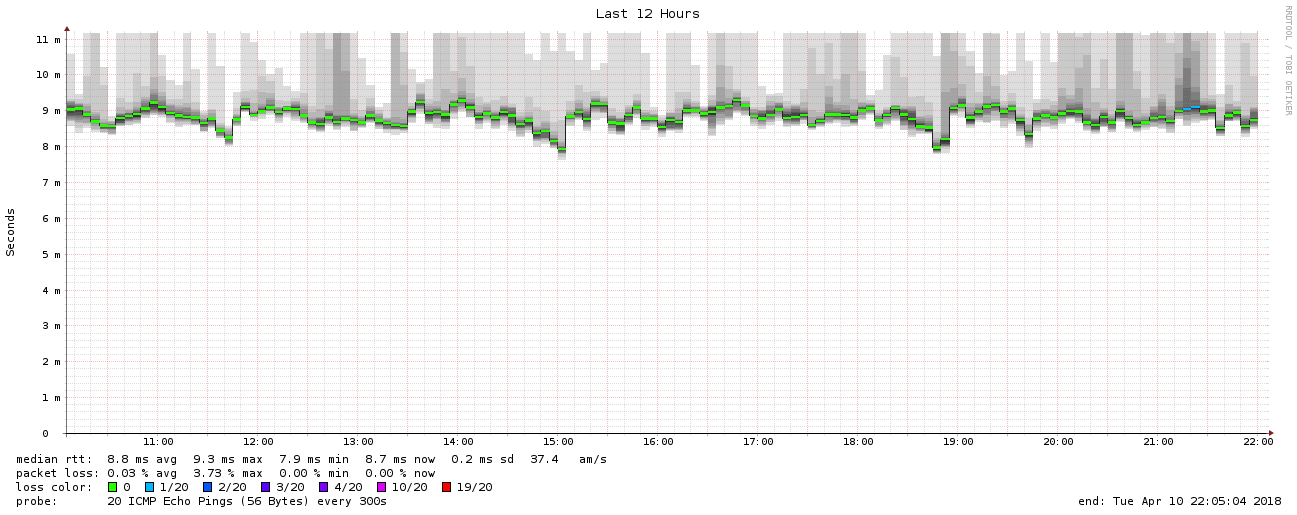 Last 12 Hours
RRDTOOL / TOBI OETIKER
Seconds
11 m
10 m
9 m
8 m
7 m
6 m
5 m
4 m
3 m
2 m
1 m
0
11:00 12:00 13:00 14:00 15:00 16:00 17:00 18:00 19:00 20:00 21:00 22:00
median rtt: 8.8 ms avg 9.3 ms max 7.9 ms min 8.7 ms now 0.2 ms sd 37.4 am/s
packet loss: 0.03 % avg 3.73 % max 0.00 % min 0.00 % now
loss color: 0 1/20 2/20 3/20 4/20 10/20 19/20
probe: 20 ICMP Echo Pings (56 Bytes) every 300s end: Tue Apr 10 22:05:04 2018